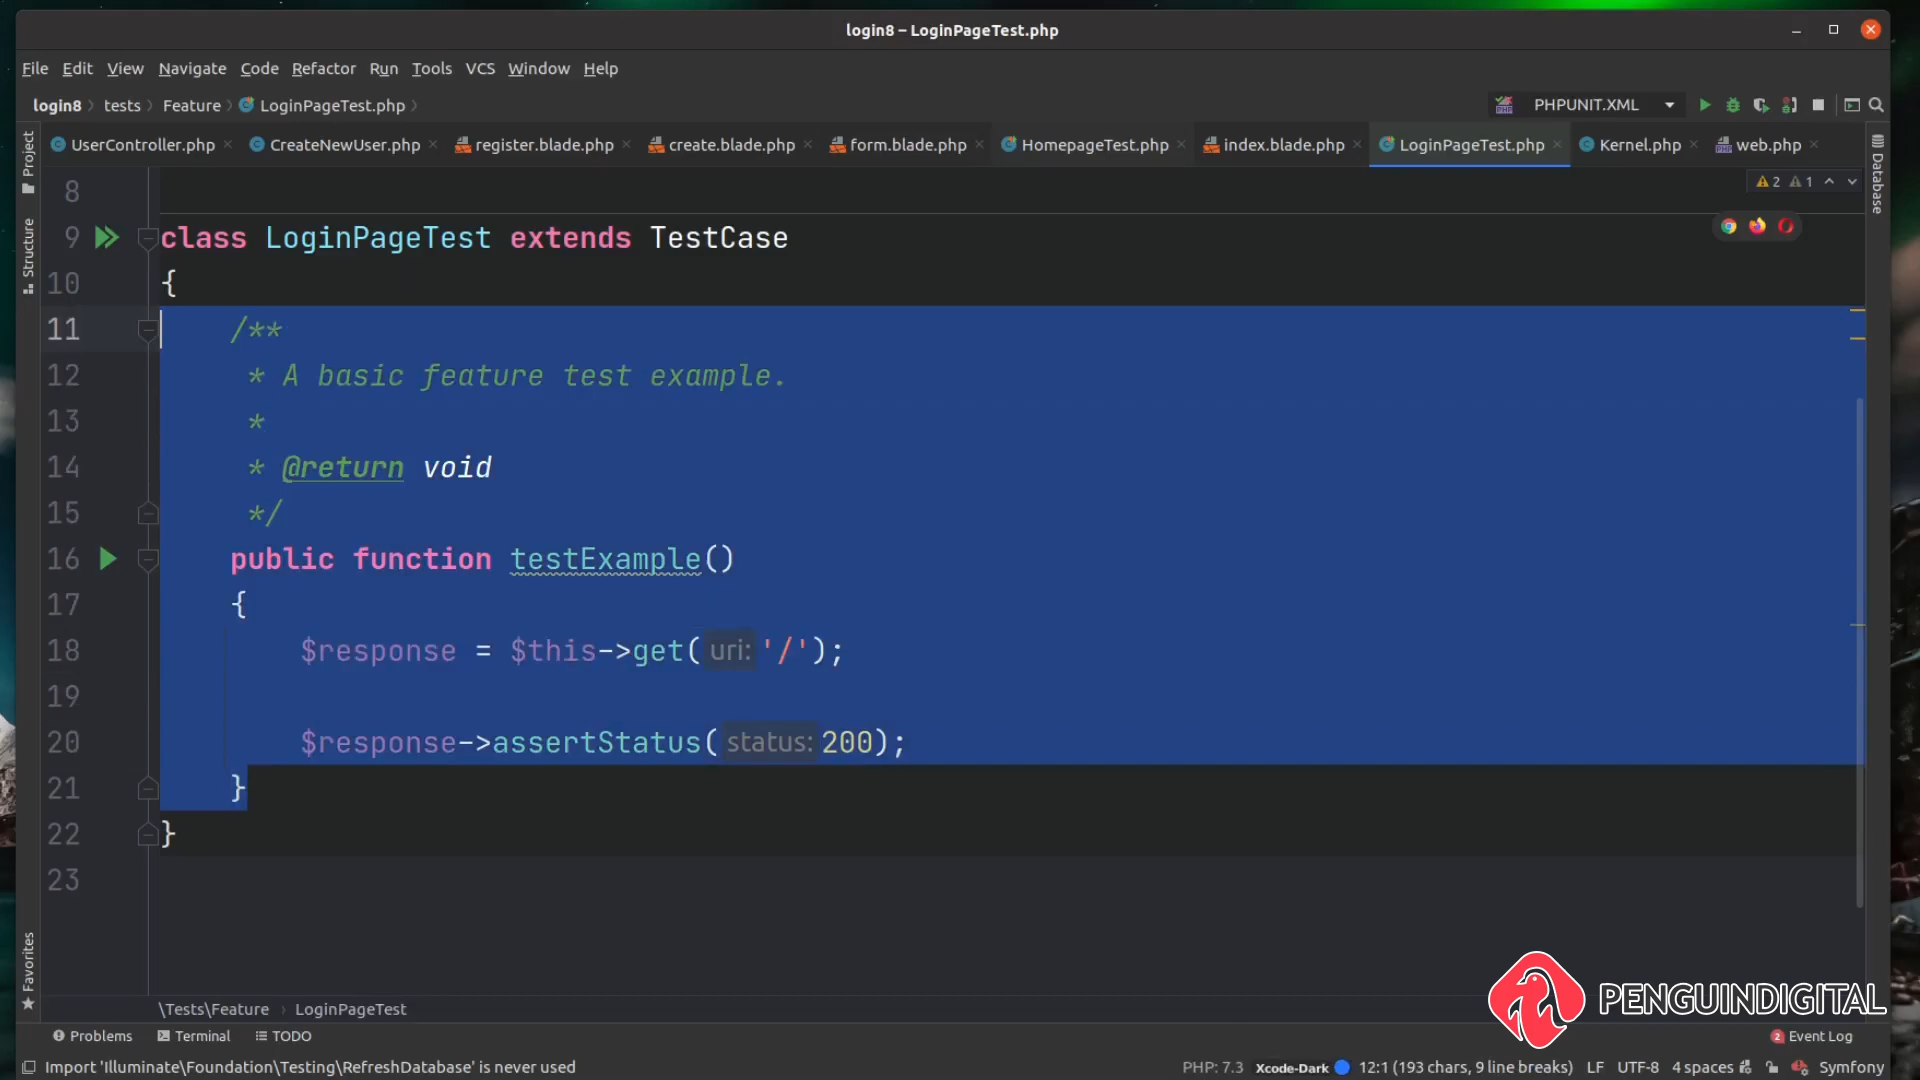 login8 – LoginPageTest.php
File Edit View Navigate Code Refactor Run Tools VCS Window Help
login8 tests Feature LoginPageTest.php PHPUNIT.XML
UserController.php CreateNewUser.php register.blade.php create.blade.php form.blade.php HomepageTest.php index.blade.php LoginPageTest.php Kernel.php web.php
Project
Structure
Favorites
Database
2 1
8
9 class LoginPageTest extends TestCase
10 {
11 /**
12 * A basic feature test example.
13 *
14 * @return void
15 */
16 public function testExample()
17 {
18 $response = $this->get( uri: '/');
19
20 $response->assertStatus( status: 200);
21 }
22 }
23
PENGUINDIGITAL
\Tests\Feature LoginPageTest
Problems Terminal TODO 2 Event Log
Import 'Illuminate\Foundation\Testing\RefreshDatabase' is never used PHP: 7.3 Xcode-Dark 12:1 (193 chars, 9 line breaks) LF UTF-8 4 spaces Symfony